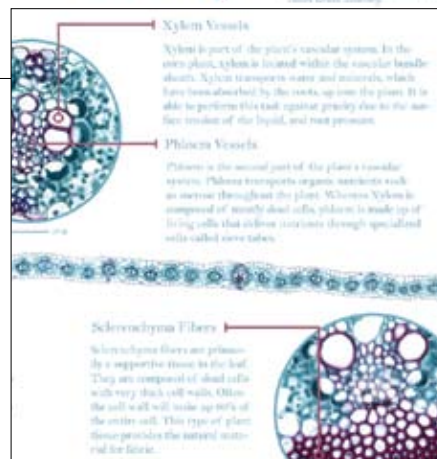 Xylem Vessels
Xylem is part of the plant's vascular system. In the
corn plant, xylem is located within the vascular bundle
sheath. Xylem transports water and minerals, which
have been absorbed by the roots, up into the plant. It is
able to perform this task against gravity due to the sur-
face tension of the liquid, and root pressure.
Phloem Vessels
Phloem is the second part of the plant's vascular
system. Phloem transports organic nutrients such
as sucrose throughout the plant. Whereas Xylem is
composed of mostly dead cells, phloem is made up of
living cells that deliver nutrients through specialized
cells called sieve tubes.
Sclerenchyma Fibers
Sclerenchyma fibers are primar-
ily a supportive tissue in the leaf.
They are composed of dead cells
with very thick cell walls. Often
the cell wall will make up 90% of
the entire cell. This type of plant
tissue provides the natural mate-
rial for fabric.